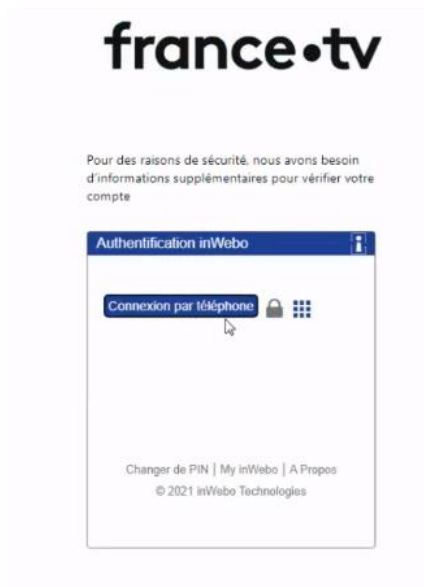 france•tv
Pour des raisons de sécurité, nous avons besoin
d'informations supplémentaires pour vérifier votre
compte
Authentification inWebo
Connexion par téléphone
Changer de PIN | My inWebo | A Propos
© 2021 inWebo Technologies